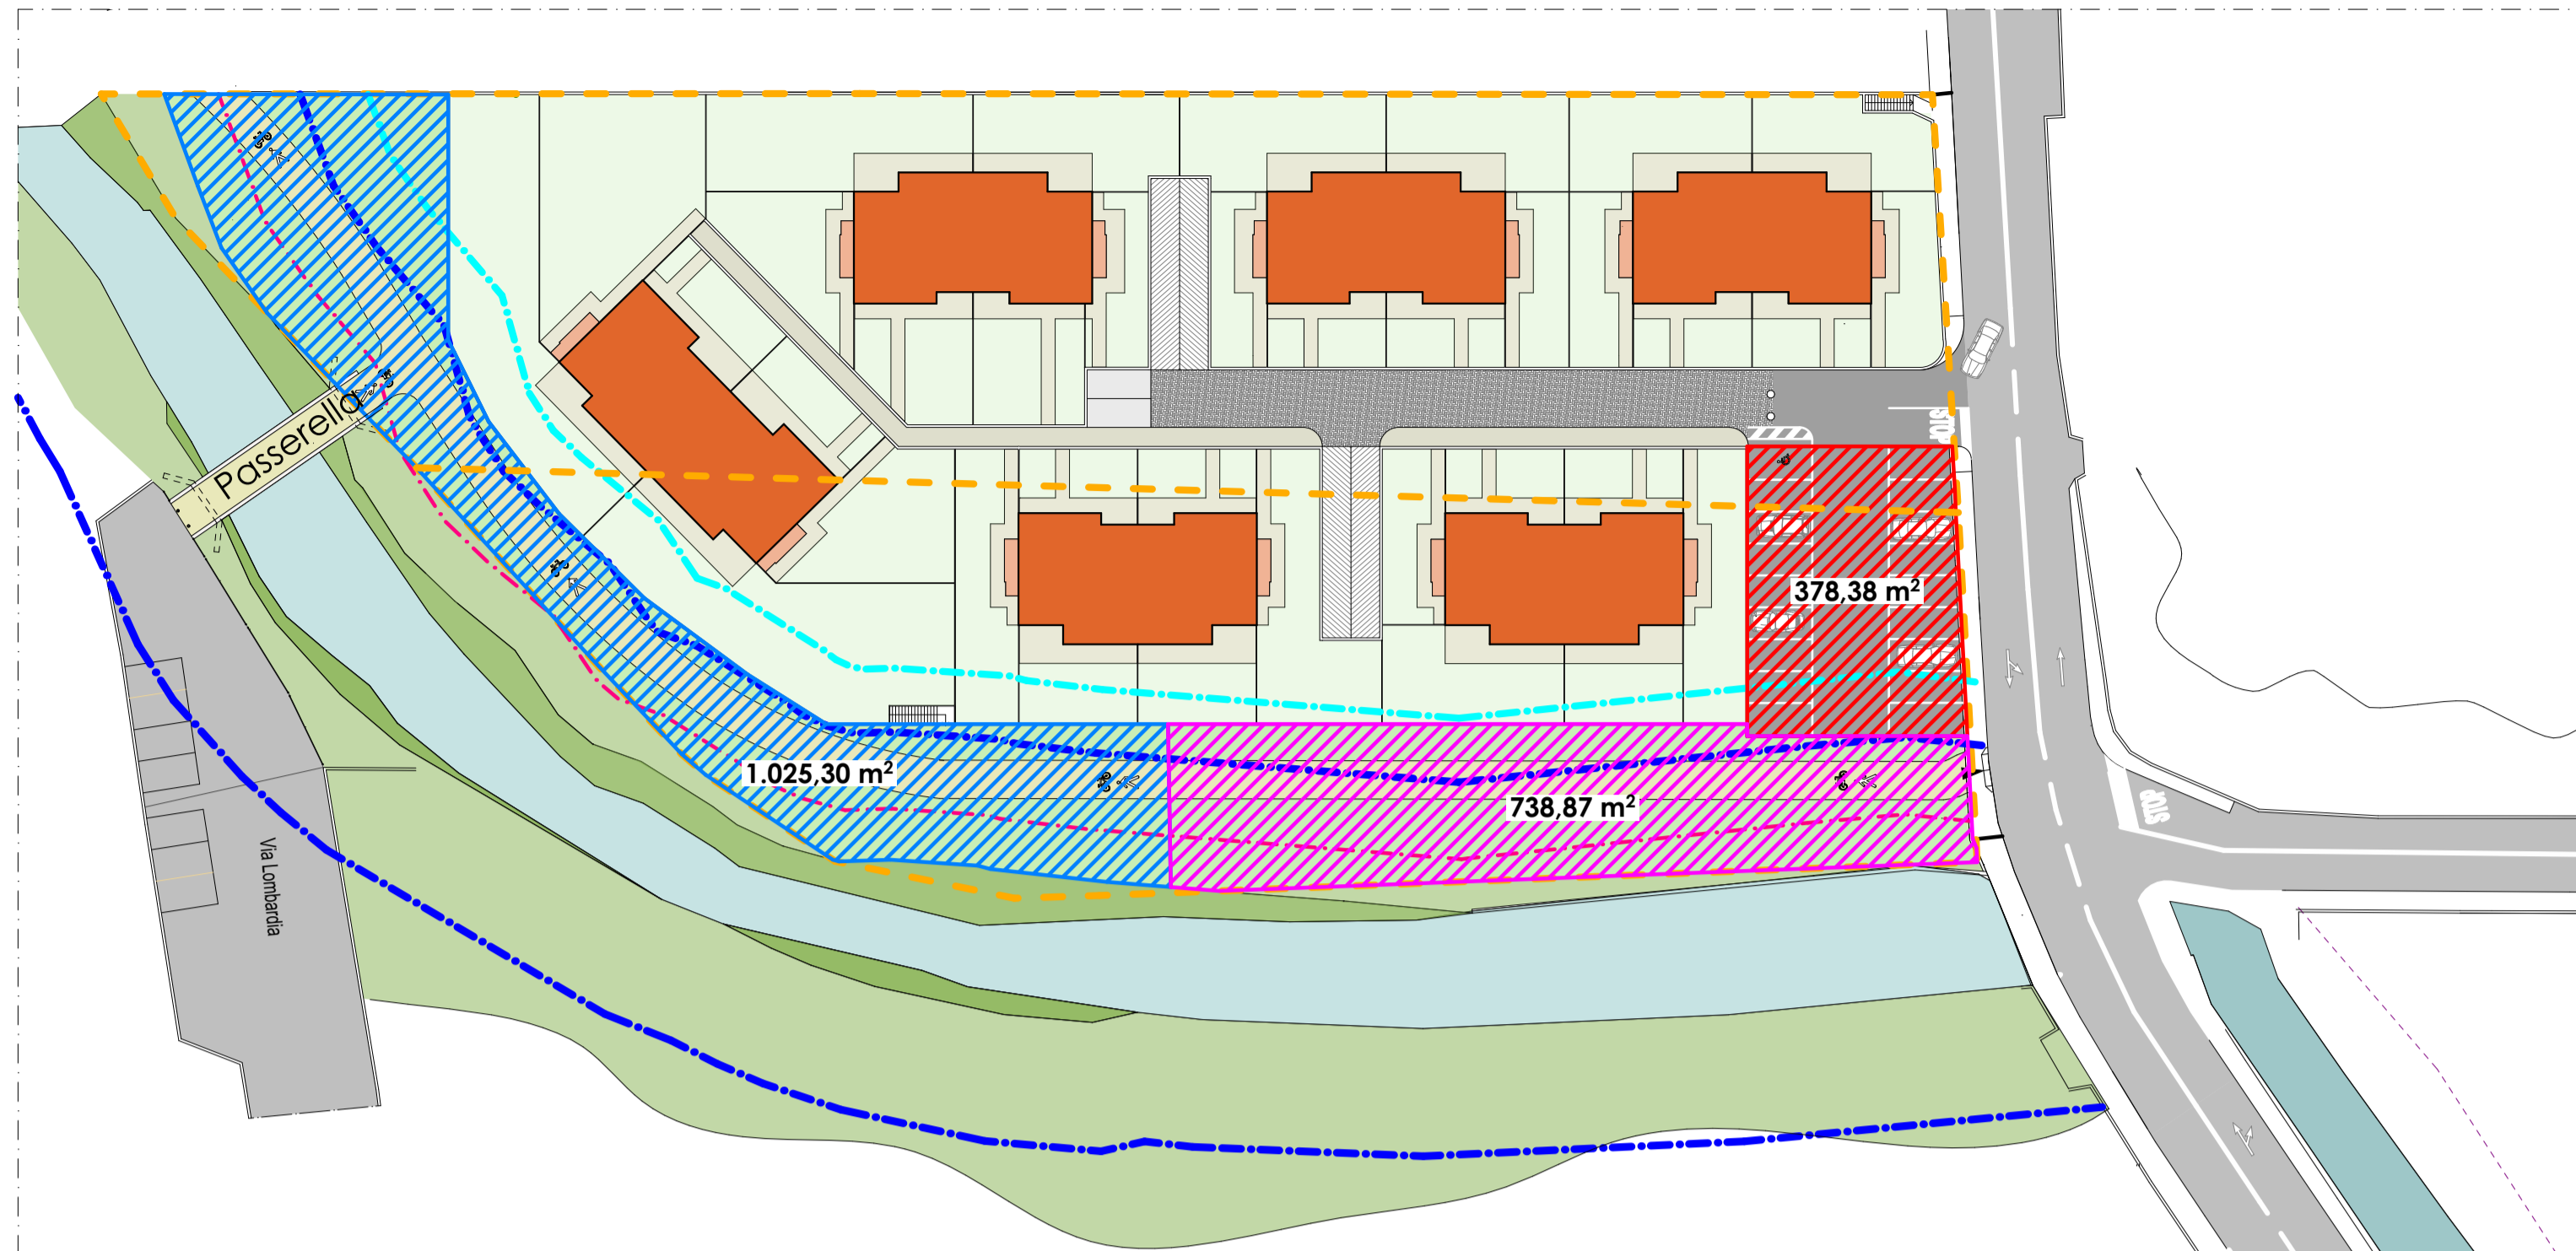 Passerella
STOP
378,38 m²
1.025,30 m²
738,87 m²
STOP
Via Lombardia